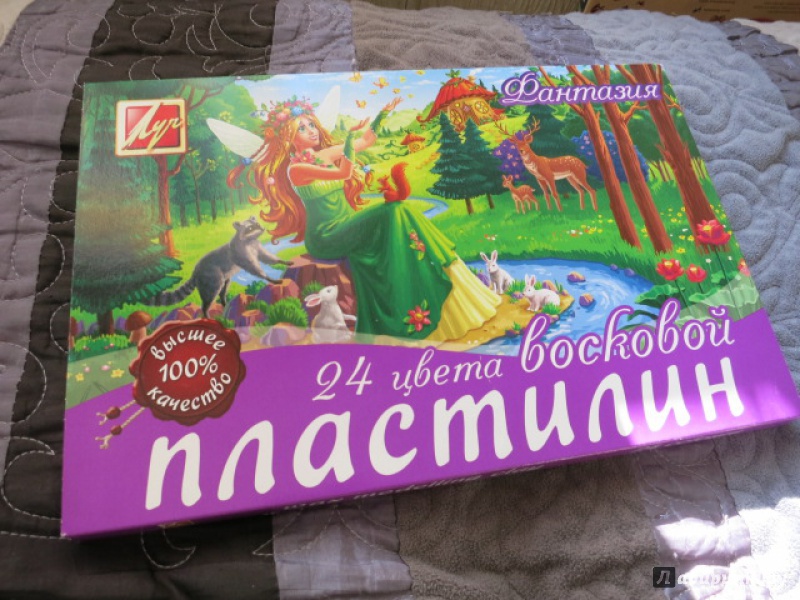 Луч
Фантазия
высшее
100%
качество
24 цвета восковой
пластилин